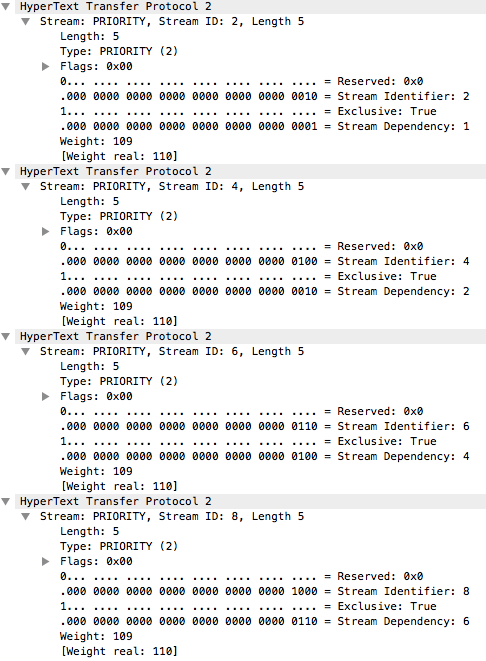 HyperText Transfer Protocol 2
Stream: PRIORITY, Stream ID: 2, Length 5
Length: 5
Type: PRIORITY (2)
Flags: 0x00
0... .... .... .... .... .... .... .... = Reserved: 0x0
.000 0000 0000 0000 0000 0000 0000 0010 = Stream Identifier: 2
1... .... .... .... .... .... .... .... = Exclusive: True
.000 0000 0000 0000 0000 0000 0000 0001 = Stream Dependency: 1
Weight: 109
[Weight real: 110]
HyperText Transfer Protocol 2
Stream: PRIORITY, Stream ID: 4, Length 5
Length: 5
Type: PRIORITY (2)
Flags: 0x00
0... .... .... .... .... .... .... .... = Reserved: 0x0
.000 0000 0000 0000 0000 0000 0000 0100 = Stream Identifier: 4
1... .... .... .... .... .... .... .... = Exclusive: True
.000 0000 0000 0000 0000 0000 0000 0010 = Stream Dependency: 2
Weight: 109
[Weight real: 110]
HyperText Transfer Protocol 2
Stream: PRIORITY, Stream ID: 6, Length 5
Length: 5
Type: PRIORITY (2)
Flags: 0x00
0... .... .... .... .... .... .... .... = Reserved: 0x0
.000 0000 0000 0000 0000 0000 0000 0110 = Stream Identifier: 6
1... .... .... .... .... .... .... .... = Exclusive: True
.000 0000 0000 0000 0000 0000 0000 0100 = Stream Dependency: 4
Weight: 109
[Weight real: 110]
HyperText Transfer Protocol 2
Stream: PRIORITY, Stream ID: 8, Length 5
Length: 5
Type: PRIORITY (2)
Flags: 0x00
0... .... .... .... .... .... .... .... = Reserved: 0x0
.000 0000 0000 0000 0000 0000 0000 1000 = Stream Identifier: 8
1... .... .... .... .... .... .... .... = Exclusive: True
.000 0000 0000 0000 0000 0000 0000 0110 = Stream Dependency: 6
Weight: 109
[Weight real: 110]